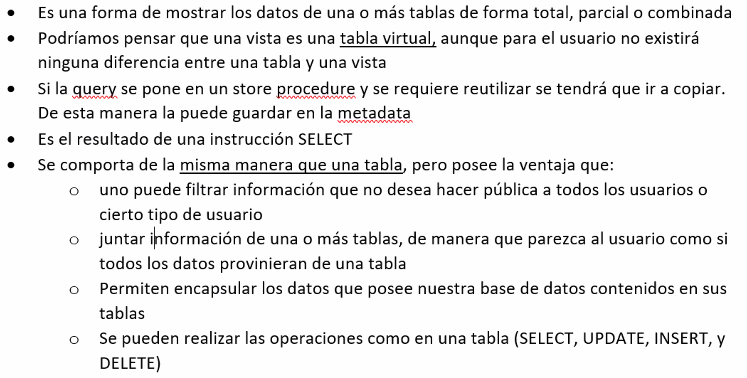 • Es una forma de mostrar los datos de una o más tablas de forma total, parcial o combinada
• Podríamos pensar que una vista es una tabla virtual, aunque para el usuario no existirá
ninguna diferencia entre una tabla y una vista
• Si la query se pone en un store procedure y se requiere reutilizar se tendrá que ir a copiar.
De esta manera la puede guardar en la metadata
• Es el resultado de una instrucción SELECT
• Se comporta de la misma manera que una tabla, pero posee la ventaja que:
o uno puede filtrar información que no desea hacer pública a todos los usuarios o
cierto tipo de usuario
o juntar información de una o más tablas, de manera que parezca al usuario como si
todos los datos provinieran de una tabla
o Permiten encapsular los datos que posee nuestra base de datos contenidos en sus
tablas
o Se pueden realizar las operaciones como en una tabla (SELECT, UPDATE, INSERT, y
DELETE)